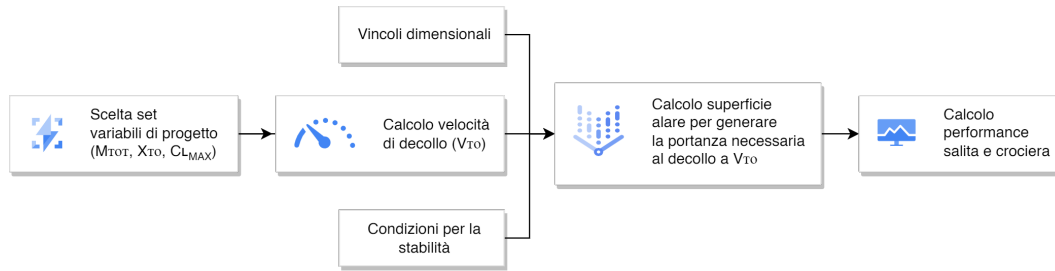 Vincoli dimensionali
Scelta set
variabili di progetto
(MTOT, XTO, CLMAX)
Calcolo velocità
di decollo (VTO)
Calcolo superficie
alare per generare
la portanza necessaria
al decollo a VTO
Calcolo
performance
salita e crociera
Condizioni per la
stabilità